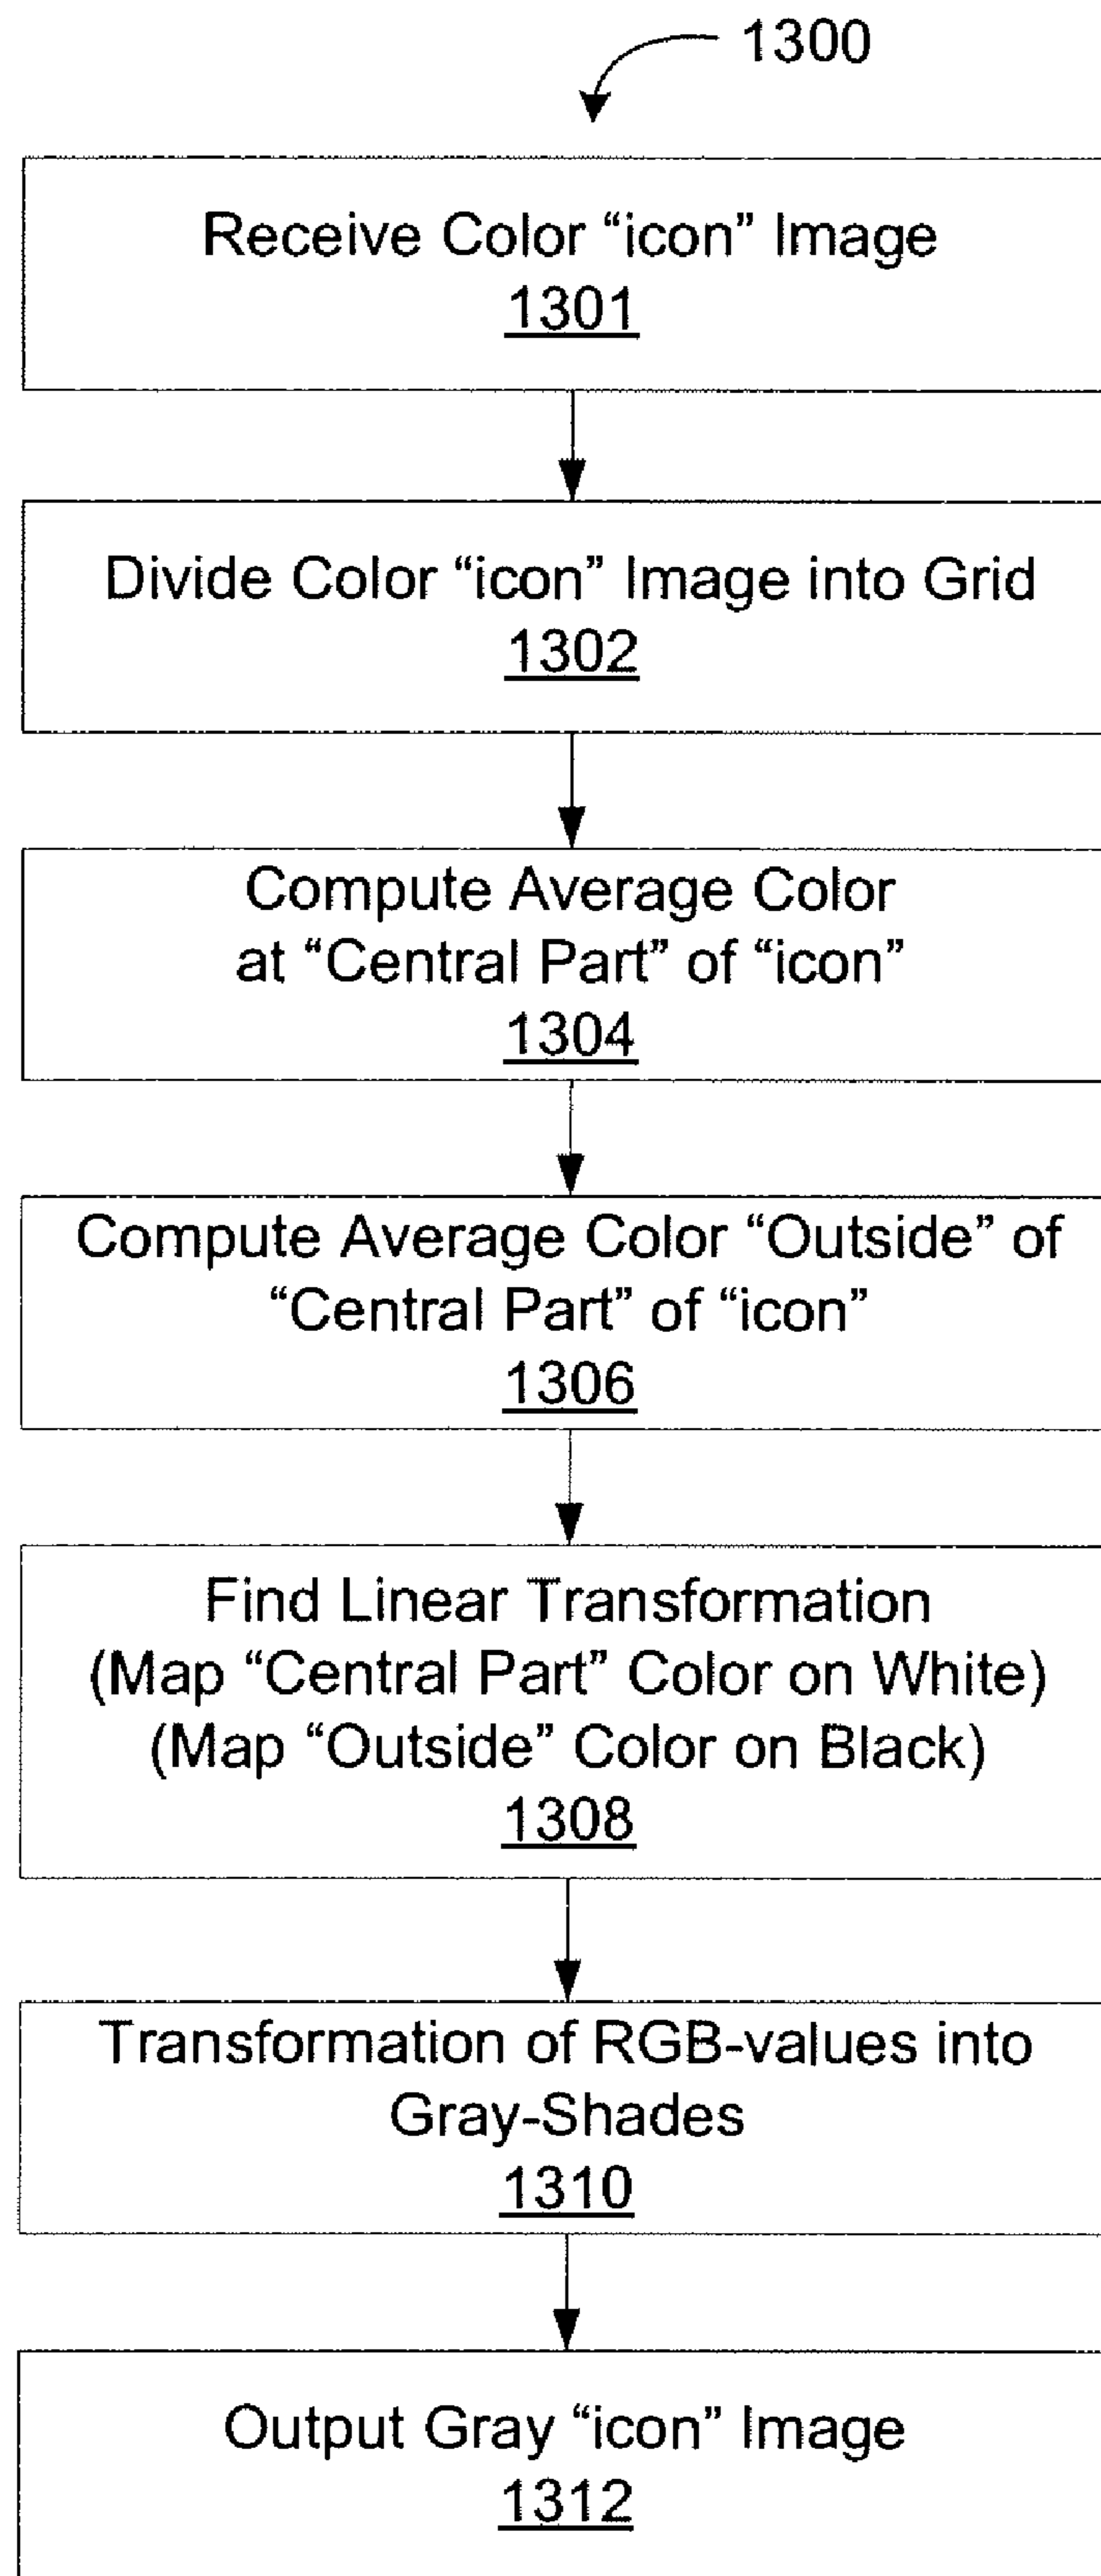 1300
Receive Color “icon” Image
1301
Divide Color “icon” Image into Grid
1302
Compute Average Color
at “Central Part” of “icon”
1304
Compute Average Color “Outside” of
“Central Part” of “icon”
1306
Find Linear Transformation
(Map “Central Part” Color on White)
(Map “Outside” Color on Black)
1308
Transformation of RGB-values into
Gray-Shades
1310
Output Gray “icon” Image
1312